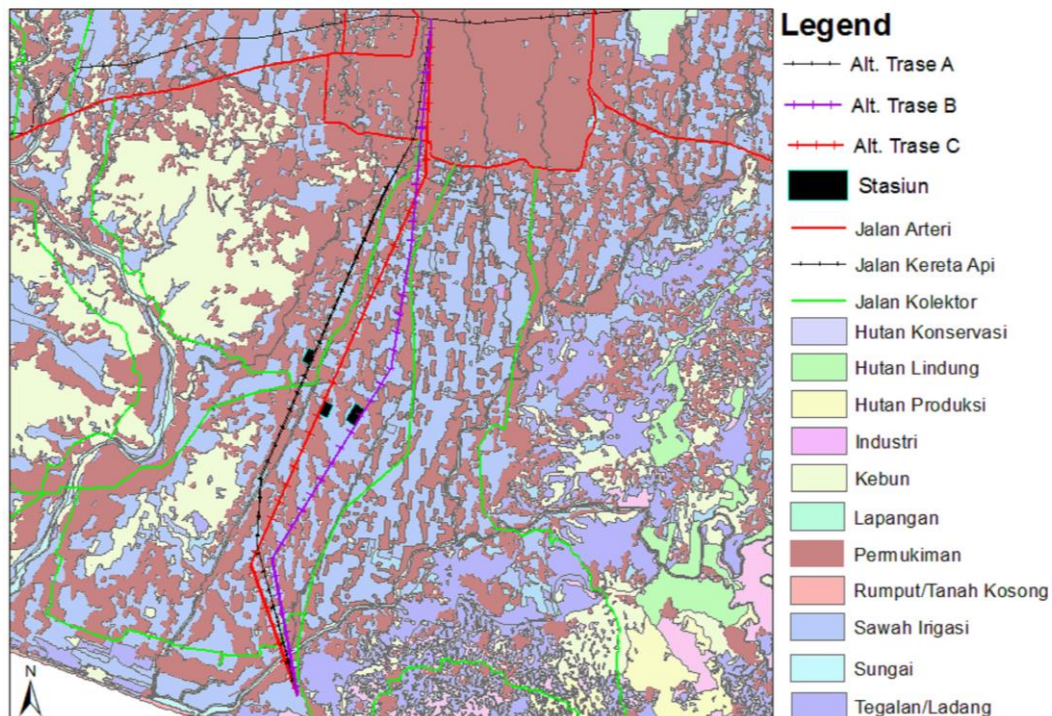 Legend
Alt. Trase A
Alt. Trase B
Alt. Trase C
Stasiun
Jalan Arteri
Jalan Kereta Api
Jalan Kolektor
Hutan Konservasi
Hutan Lindung
Hutan Produksi
Industri
Kebun
Lapangan
Permukiman
Rumput/Tanah Kosong
Sawah Irigasi
Sungai
Tegalan/Ladang
N